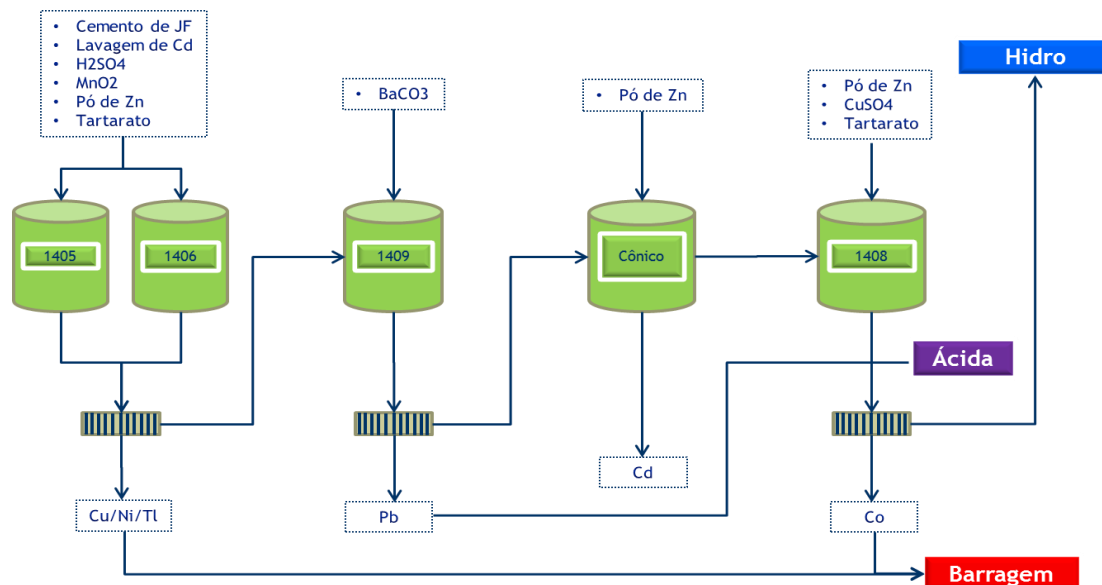 • Cemento de JF
• Lavagem de Cd
• H2SO4
• MnO2
• Pó de Zn
• Tartarato
• BaCO3
• Pó de Zn
• Pó de Zn
• CuSO4
• Tartarato
Hidro
1405
1406
1409
Cônico
1408
Ácida
Cd
Cu/Ni/Tl
Pb
Co
Barragem